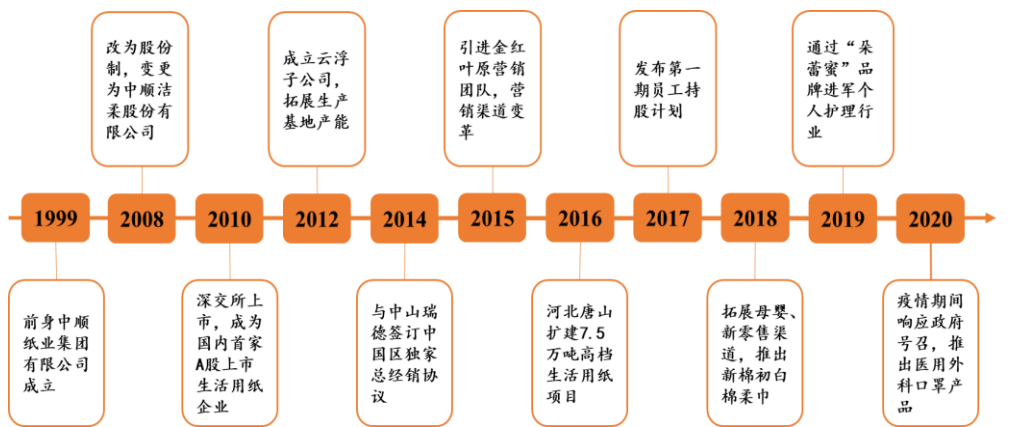 改为股份
制，变更
为中顺洁
柔股份有
限公司
成立云浮
子公司，
拓展生产
基地产能
引进金红
叶原营销
团队，营
销渠道变
革
发布第一
期员工持
股计划
通过“朵
蕾蜜”品
牌进军个
人护理行
业
1999
2008
2010
2012
2014
2015
2016
2017
2018
2019
2020
前身中顺
纸业集团
有限公司
成立
深交所上
市，成为
国内首家
A股上市
生活用纸
企业
与中山瑞
德签订中
国区独家
总经销协
议
河北唐山
扩建7.5
万吨高档
生活用纸
项目
拓展母婴、
新零售渠
道，推出
新棉初白
棉柔巾
疫情期间
响应政府
号召，推
出医用外
科口罩产
品